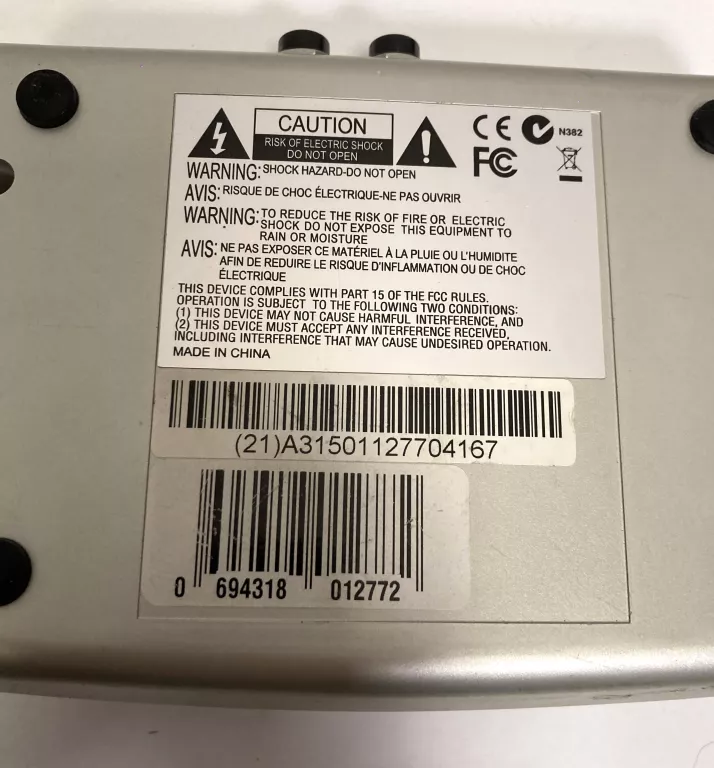 CAUTION
RISK OF ELECTRIC SHOCK
DO NOT OPEN
CE N382
FC
WARNING: SHOCK HAZARD-DO NOT OPEN
AVIS: RISQUE DE CHOC ÉLECTRIQUE-NE PAS OUVRIR
WARNING: TO REDUCE THE RISK OF FIRE OR ELECTRIC
SHOCK DO NOT EXPOSE THIS EQUIPMENT TO
RAIN OR MOISTURE
AVIS: NE PAS EXPOSER CE MATÉRIEL À LA PLUIE OU L'HUMIDITE
AFIN DE REDUIRE LE RISQUE D'INFLAMMATION OU DE CHOC
ÉLECTRIQUE
THIS DEVICE COMPLIES WITH PART 15 OF THE FCC RULES.
OPERATION IS SUBJECT TO THE FOLLOWING TWO CONDITIONS:
(1) THIS DEVICE MAY NOT CAUSE HARMFUL INTERFERENCE, AND
(2) THIS DEVICE MUST ACCEPT ANY INTERFERENCE RECEIVED,
INCLUDING INTERFERENCE THAT MAY CAUSE UNDESIRED OPERATION.
MADE IN CHINA
(21)A31501127704167
0 694318 012772